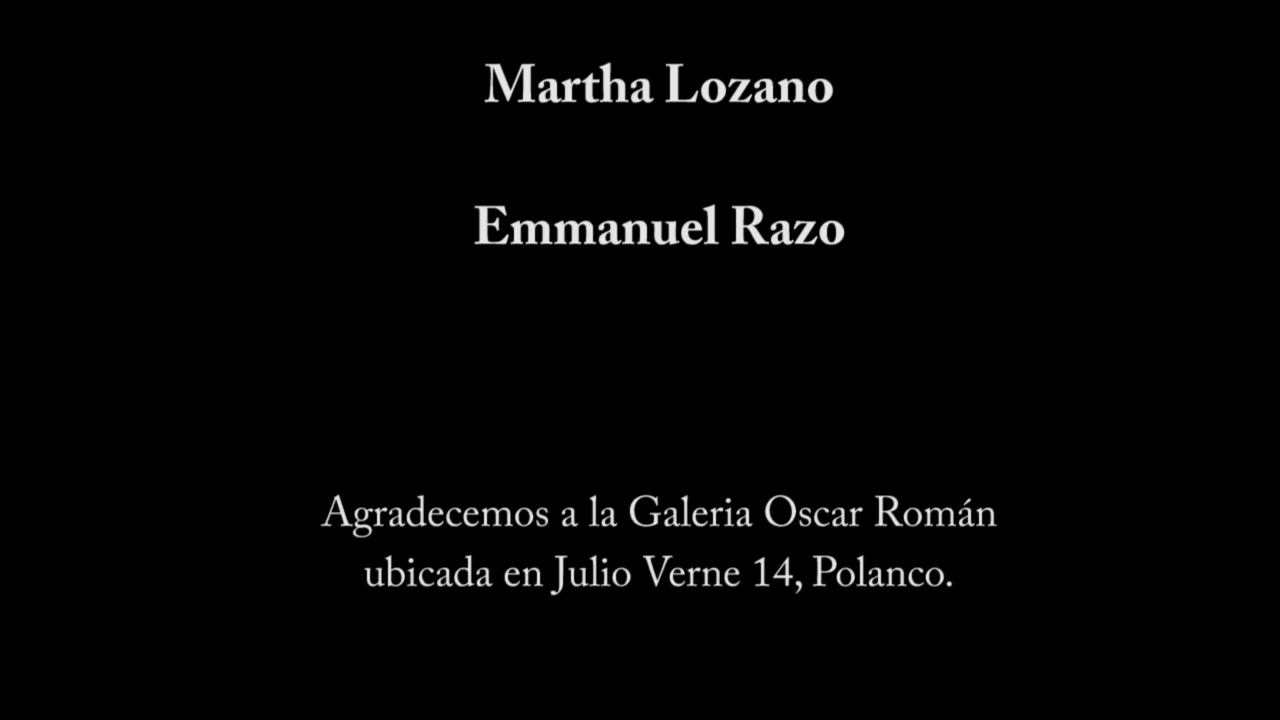 Martha Lozano
Emmanuel Razo
Agradecemos a la Galeria Oscar Román
ubicada en Julio Verne 14, Polanco.